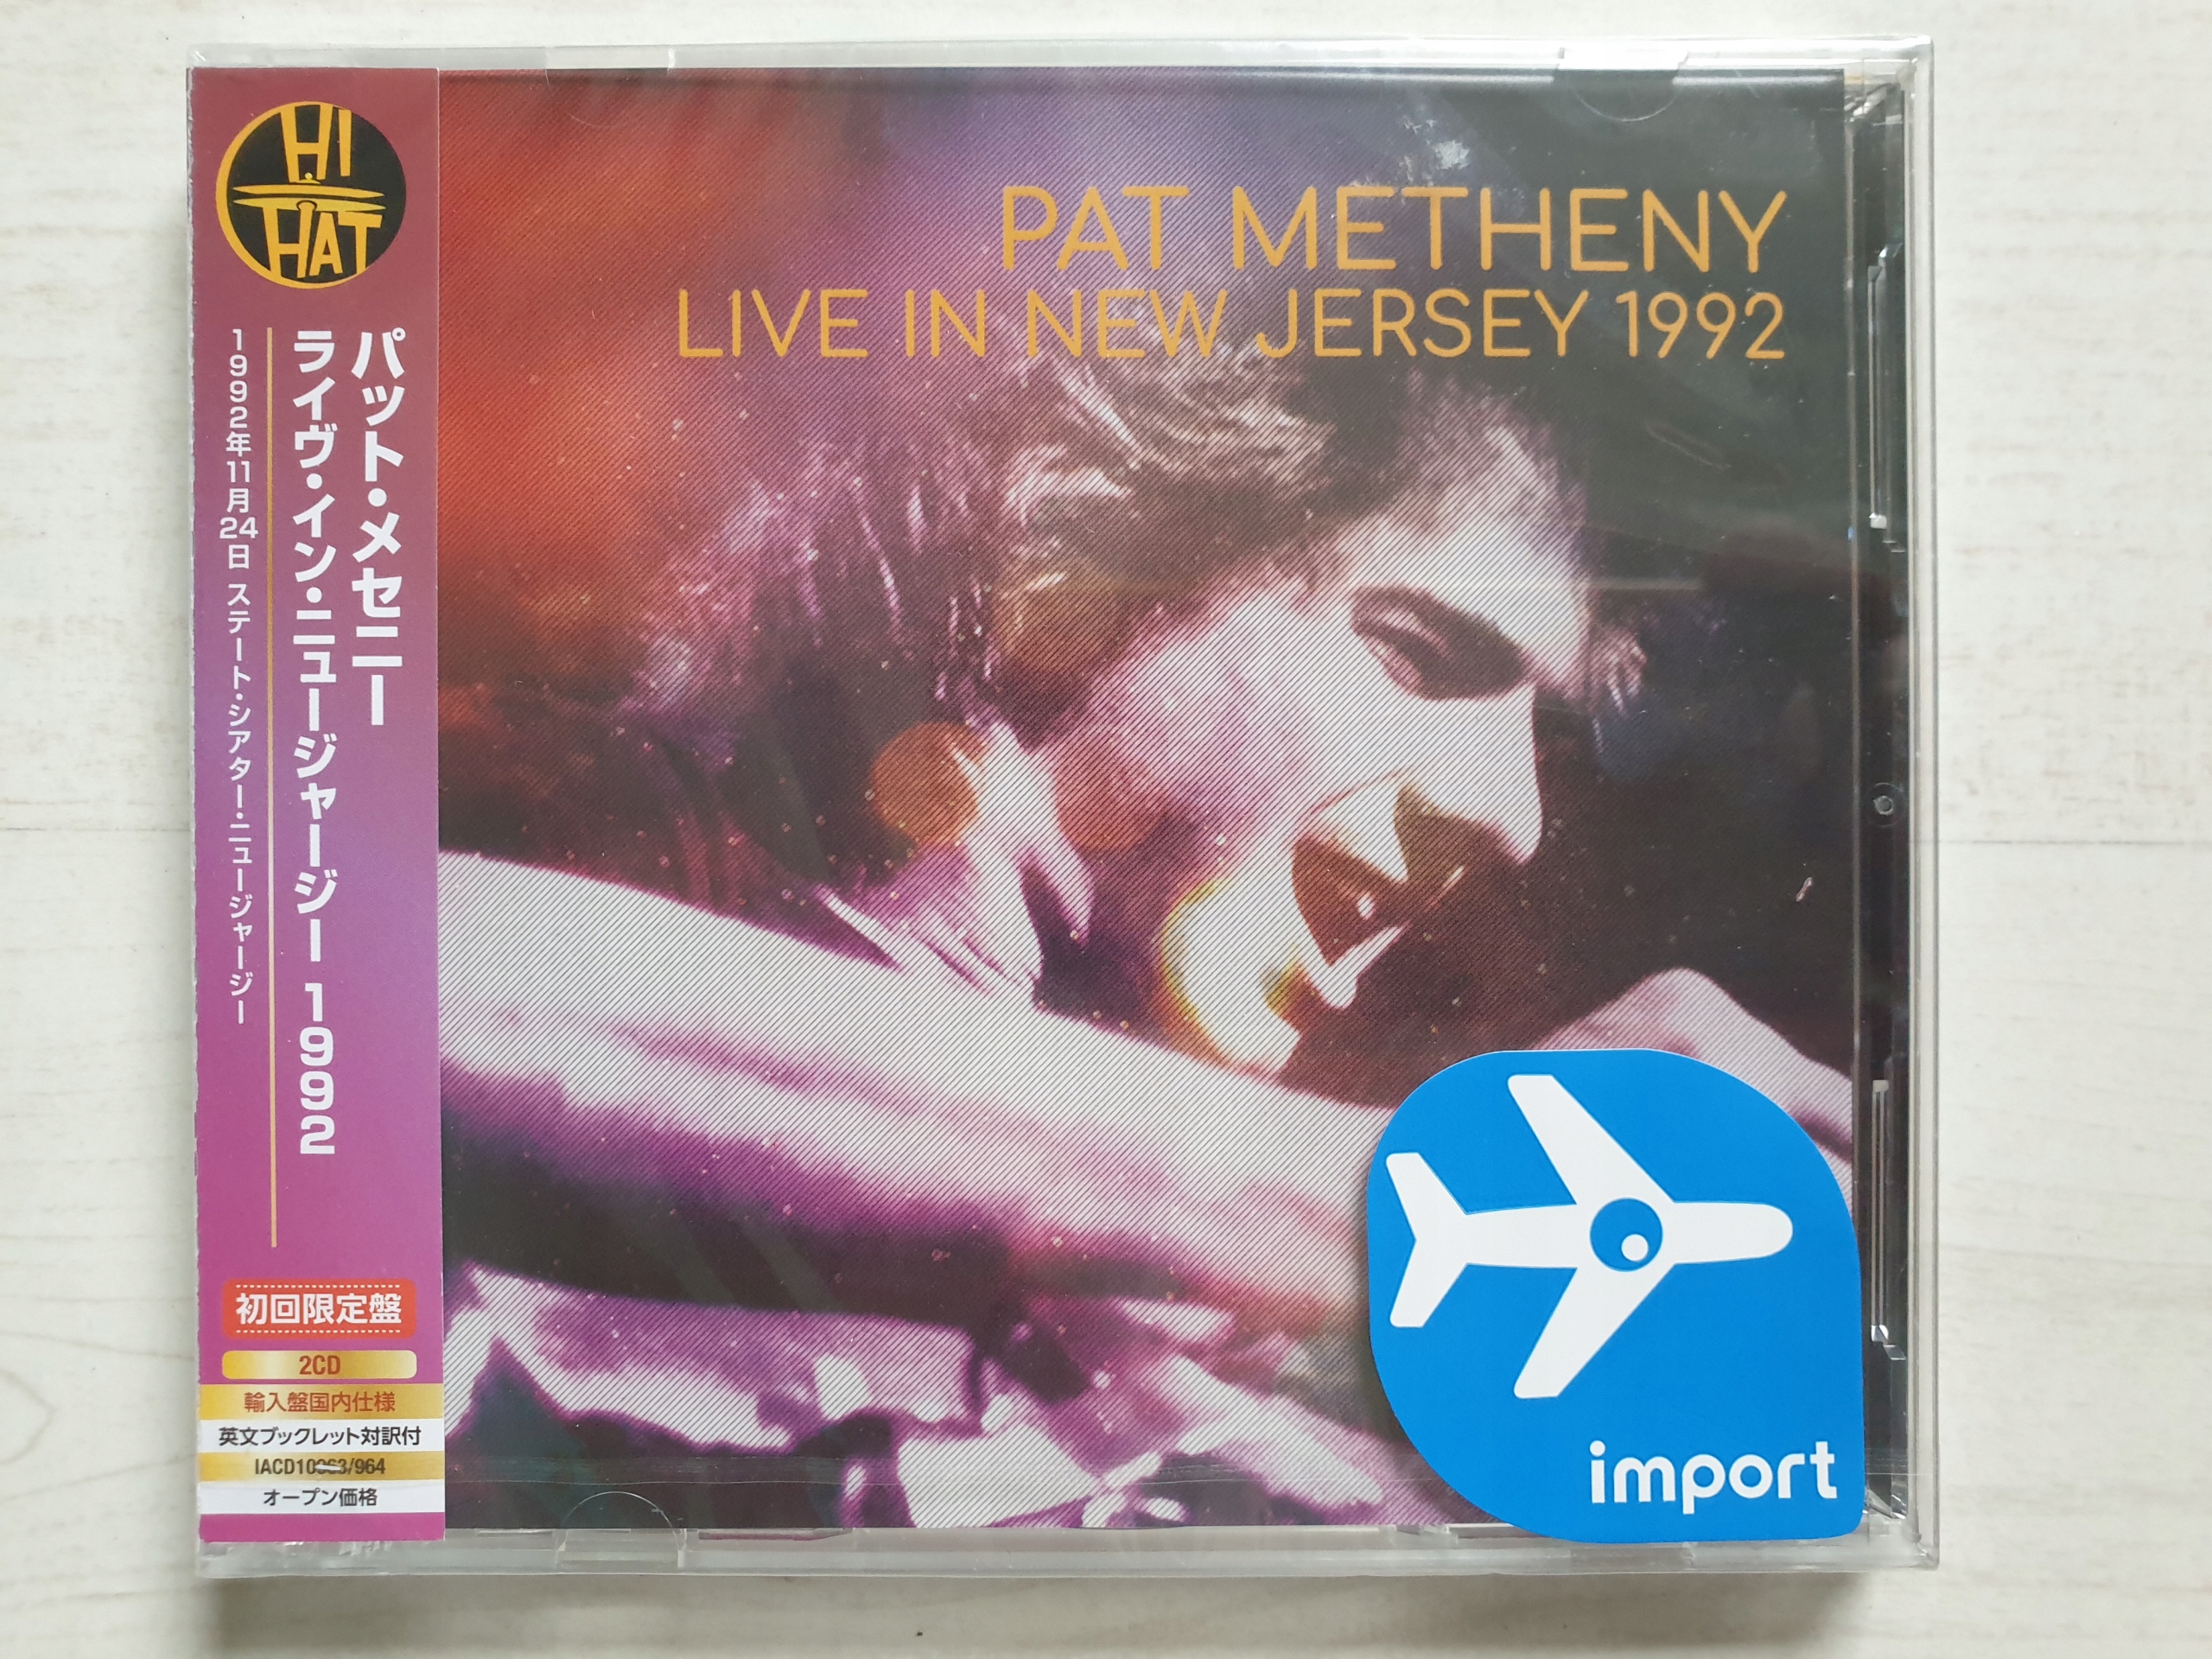 HI
HAT
パット・メセニー
ライヴ・イン・ニュージャージー 1992
1992年11月24日 ステート・シアター・ニュージャージー
初回限定盤
2CD
輸入盤国内仕様
英文ブックレット対訳付
オープン価格
PAT METHENY
LIVE IN NEW JERSEY 1992
import